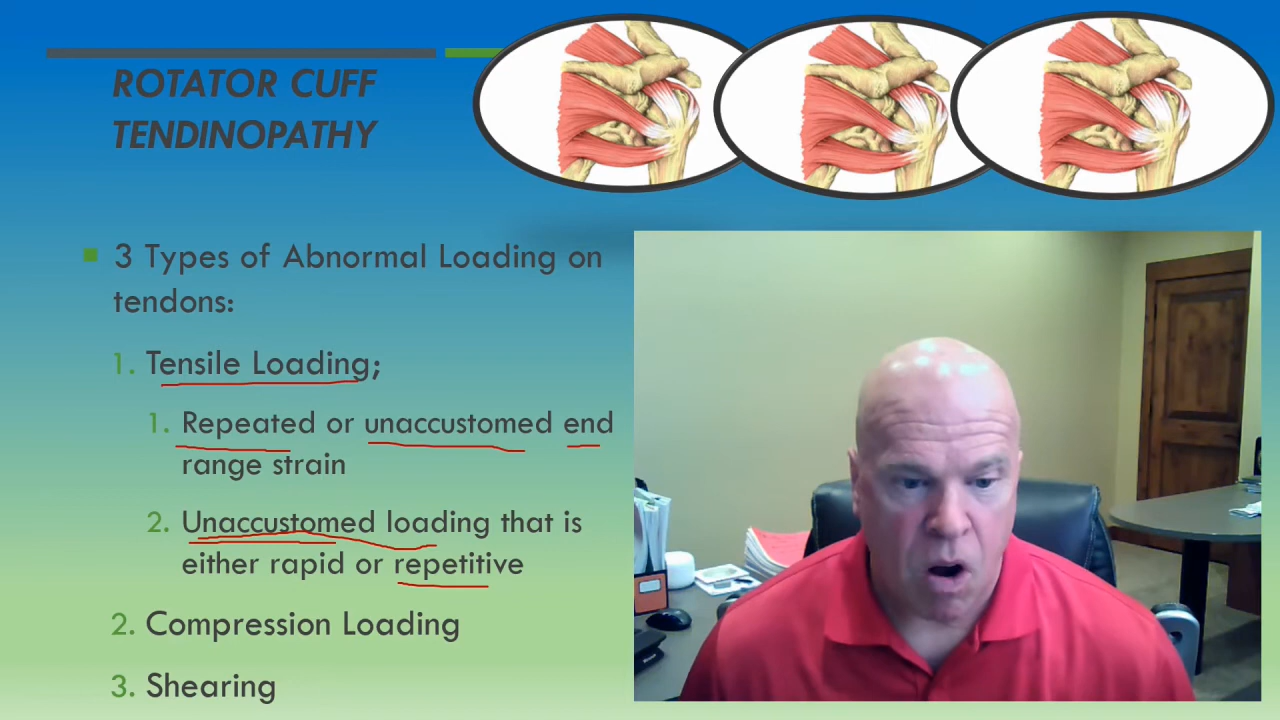 ROTATOR CUFF
TENDINOPATHY
3 Types of Abnormal Loading on
tendons:
1. Tensile Loading;
1. Repeated or unaccustomed end
range strain
2. Unaccustomed loading that is
either rapid or repetitive
2. Compression Loading
3. Shearing